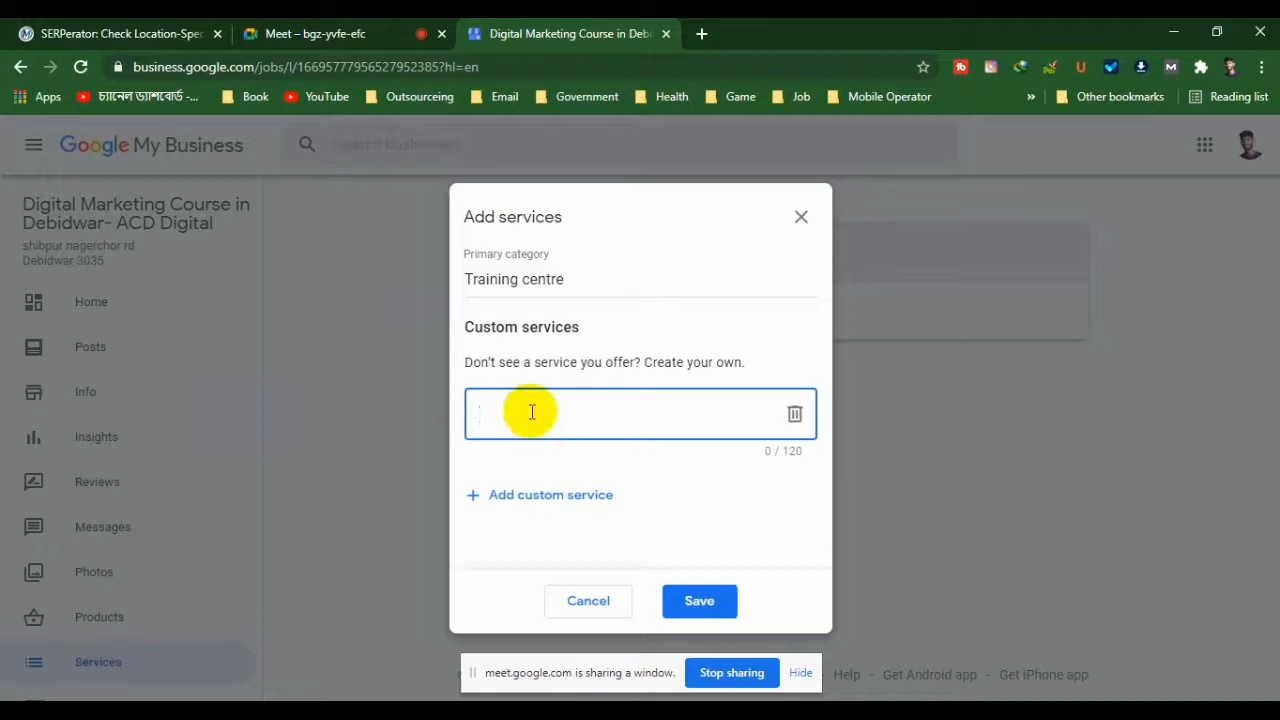 SERPerator: Check Location-Spec
Meet – bgz-yvfe-efc
Digital Marketing Course in Debi
business.google.com/jobs/l/16695777956527952385?hl=en
Apps
চ্যানেল ড্যাশবোর্ড -...
Book
YouTube
Outsourceing
Email
Government
Health
Game
Job
Mobile Operator
»
Other bookmarks
Reading list
Google My Business
Digital Marketing Course in
Debidwar- ACD Digital
shibpur nagerchor rd
Debidwar 3535
Home
Posts
Info
Insights
Reviews
Messages
Photos
Products
Services
Add services
Primary category
Training centre
Custom services
Don't see a service you offer? Create your own.
0 / 120
+ Add custom service
Cancel
Save
meet.google.com is sharing a window.
Stop sharing
Hide
Help
Get Android app
Get iPhone app